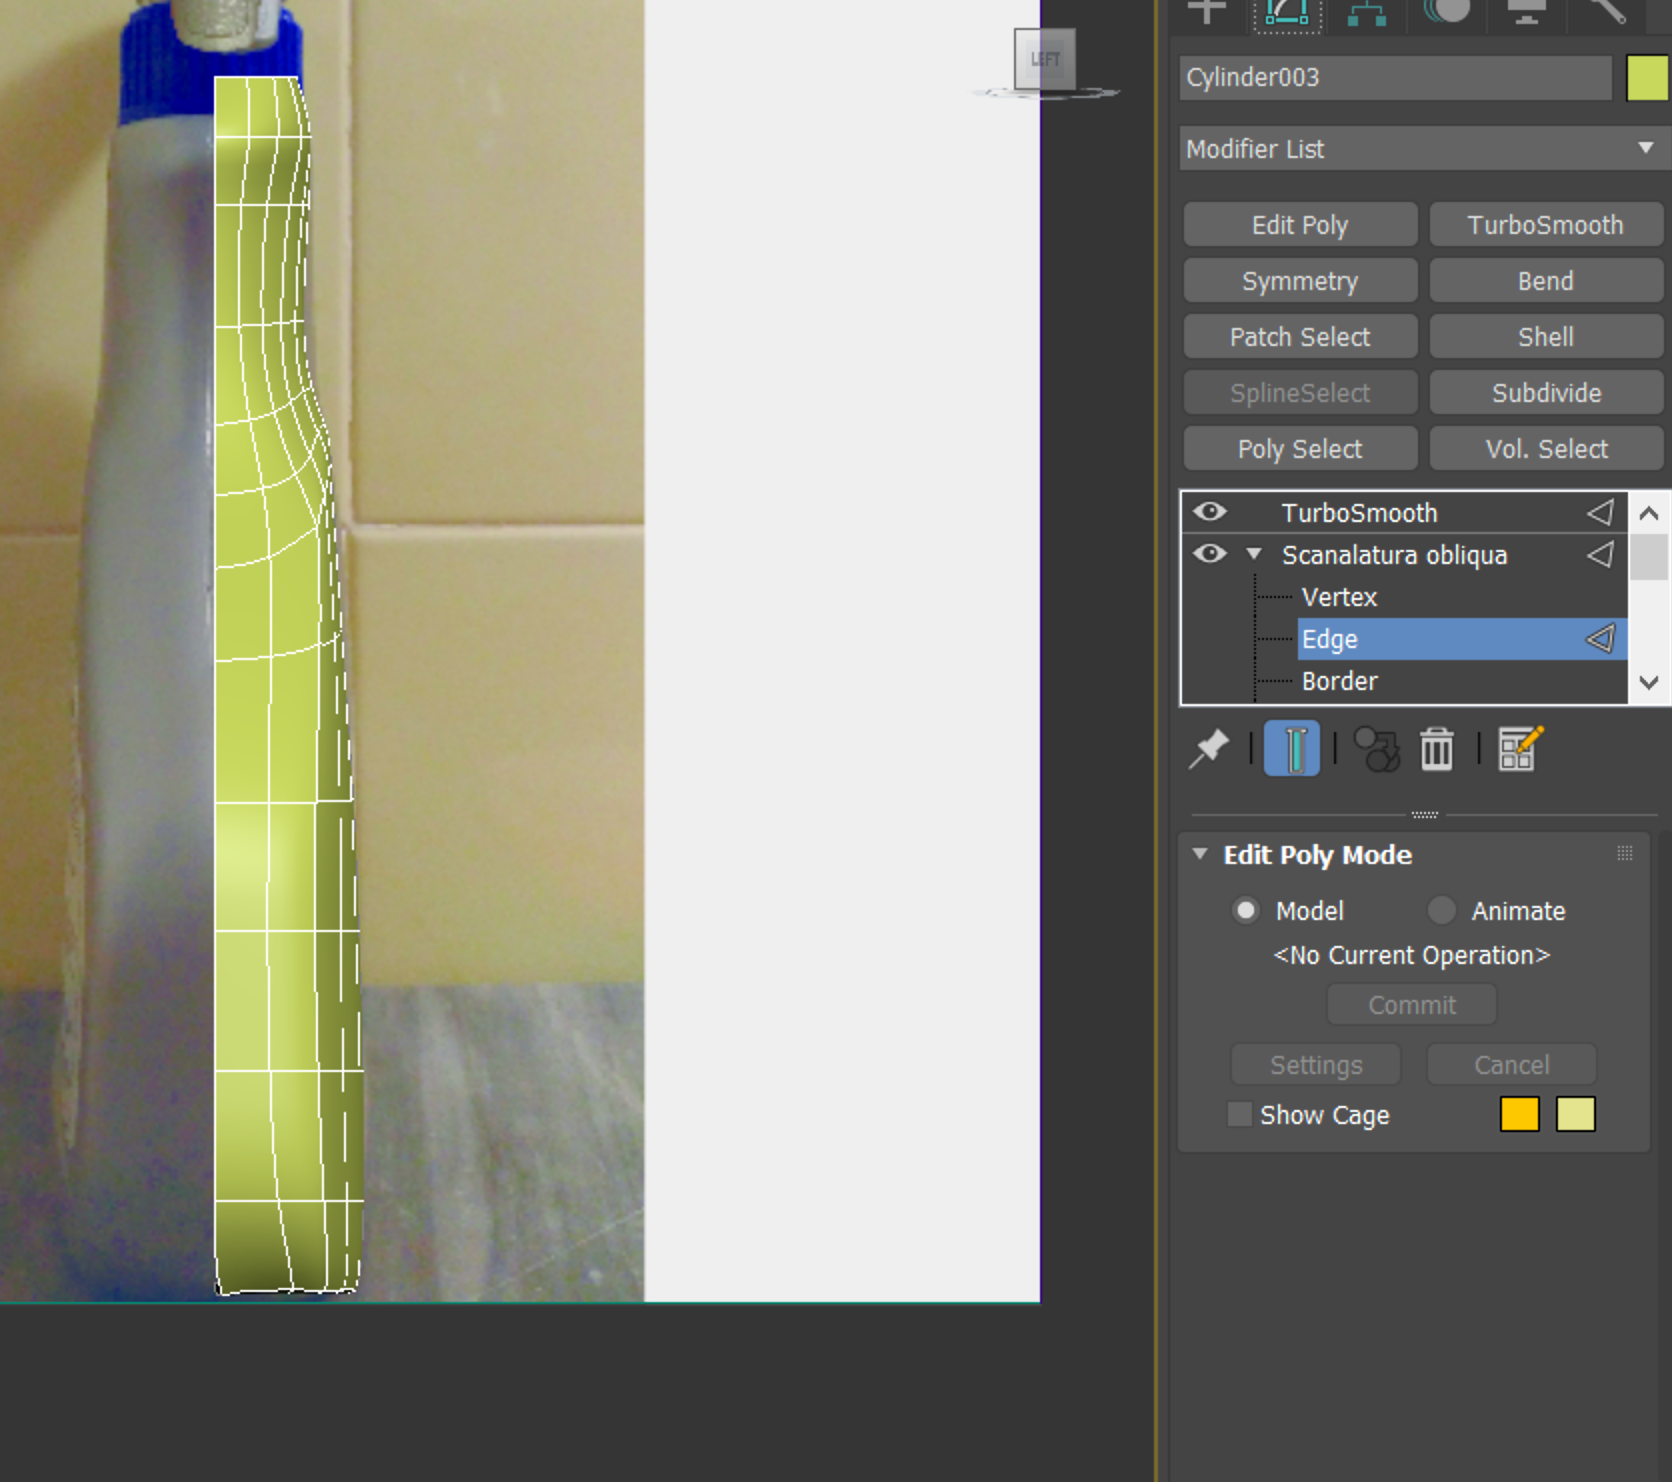 LEFT
Cylinder003
Modifier List
Edit Poly
TurboSmooth
Symmetry
Bend
Patch Select
Shell
SplineSelect
Subdivide
Poly Select
Vol. Select
TurboSmooth
Scanalatura obliqua
Vertex
Edge
Border
Edit Poly Mode
Model
Animate
<No Current Operation>
Commit
Settings
Cancel
Show Cage